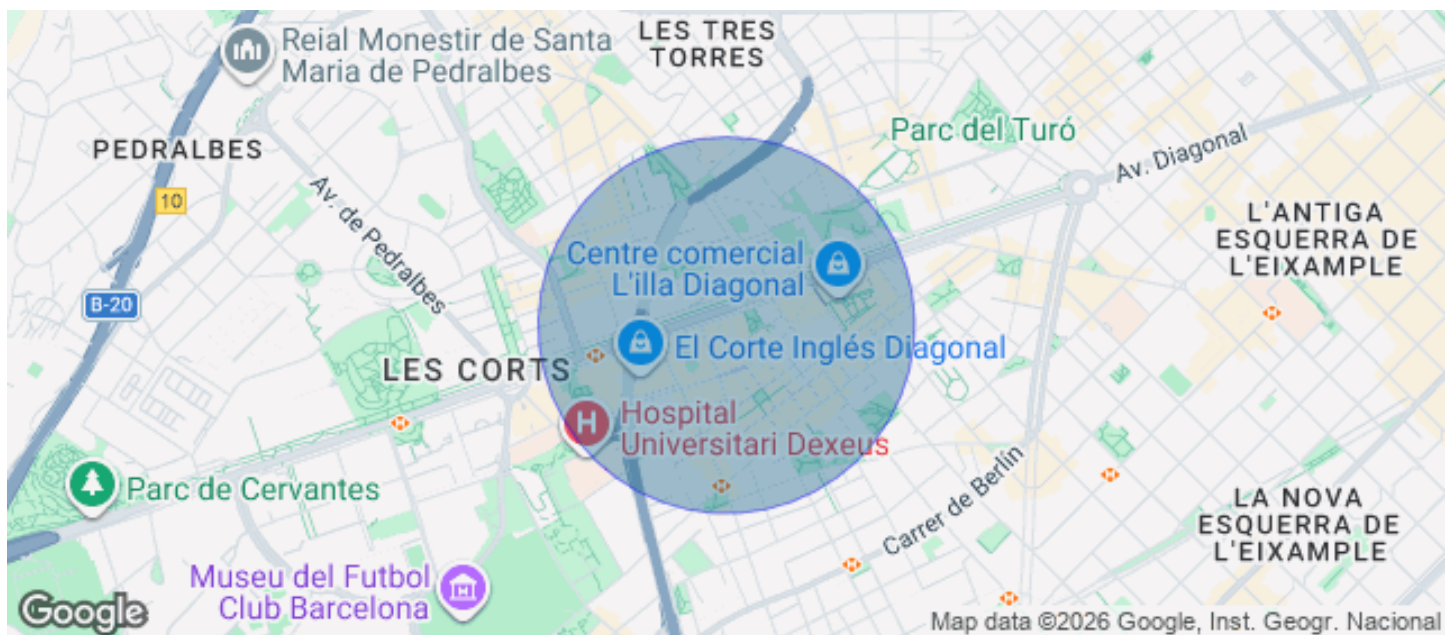 LES TRES
TORRES
Reial Monestir de Santa
Maria de Pedralbes
PEDRALBES
10
Av. de Pedralbes
B-20
Parc del Turó
Av. Diagonal
L'ANTIGA
ESQUERRA DE
L'EIXAMPLE
Centre comercial
L'illa Diagonal
El Corte Inglés Diagonal
LES CORTS
H
Hospital
Universitari Dexeus
Parc de Cervantes
Carrer de Berlín
LA NOVA
ESQUERRA DE
L'EIXAMPLE
Museu del Futbol
Club Barcelona
Google
Map data ©2026 Google, Inst. Geogr. Nacional